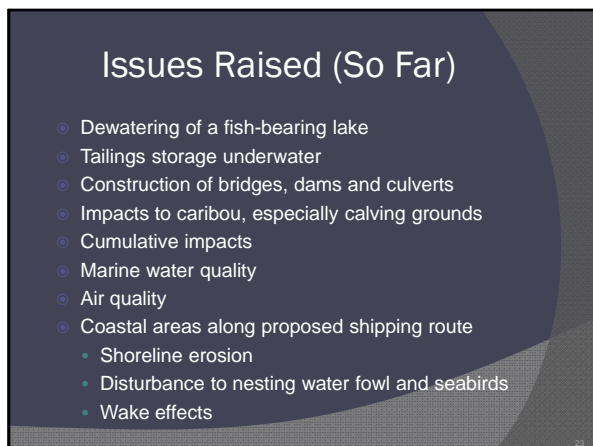 Issues Raised (So Far)
Dewatering of a fish-bearing lake
Tailings storage underwater
Construction of bridges, dams and culverts
Impacts to caribou, especially calving grounds
Cumulative impacts
Marine water quality
Air quality
Coastal areas along proposed shipping route
Shoreline erosion
Disturbance to nesting water fowl and seabirds
Wake effects
23